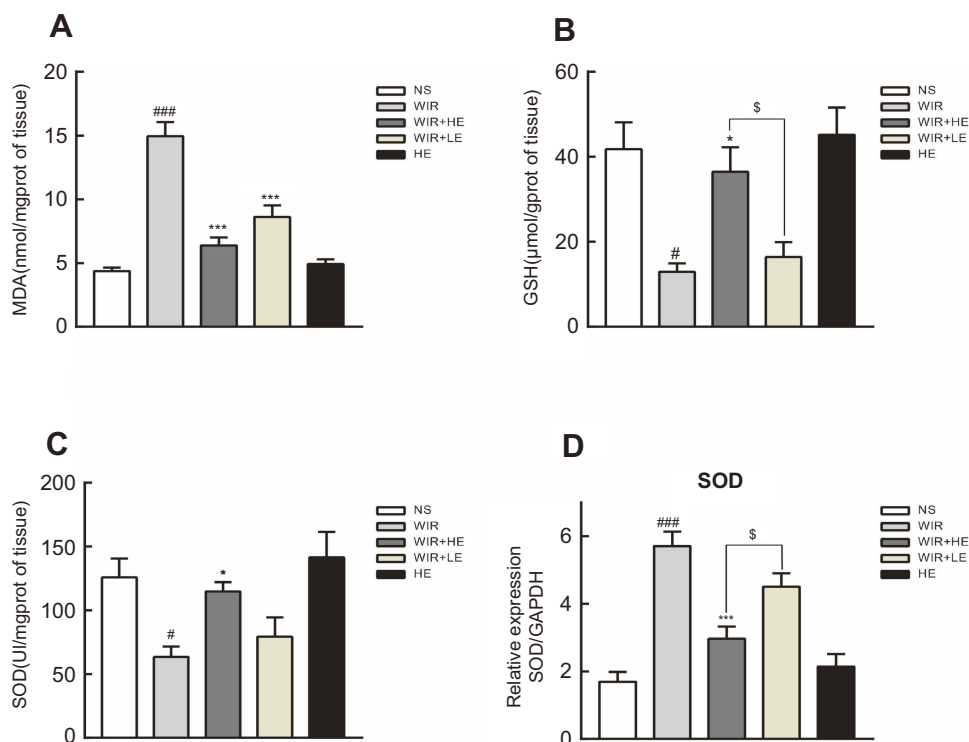 A
MDA(nmol/mgprot of tissue)
20
15
10
5
0
###
***
***
NS
WIR
WIR+HE
WIR+LE
HE
B
GSH(μmol/gprot of tissue)
60
40
20
0
#
*
$
NS
WIR
WIR+HE
WIR+LE
HE
C
SOD(UI/mgprot of tissue)
200
150
100
50
0
#
*
NS
WIR
WIR+HE
WIR+LE
HE
D
SOD
Relative expression
SOD/GAPDH
6
4
2
0
###
***
$
NS
WIR
WIR+HE
WIR+LE
HE